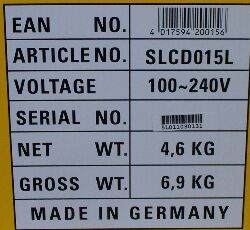 EAN NO. 4 017594 200156
ARTICLE NO. SLCD015L
VOLTAGE 100~240V
SERIAL NO. 51011030131
NET WT. 4,6 KG
GROSS WT. 6,9 KG
MADE IN GERMANY